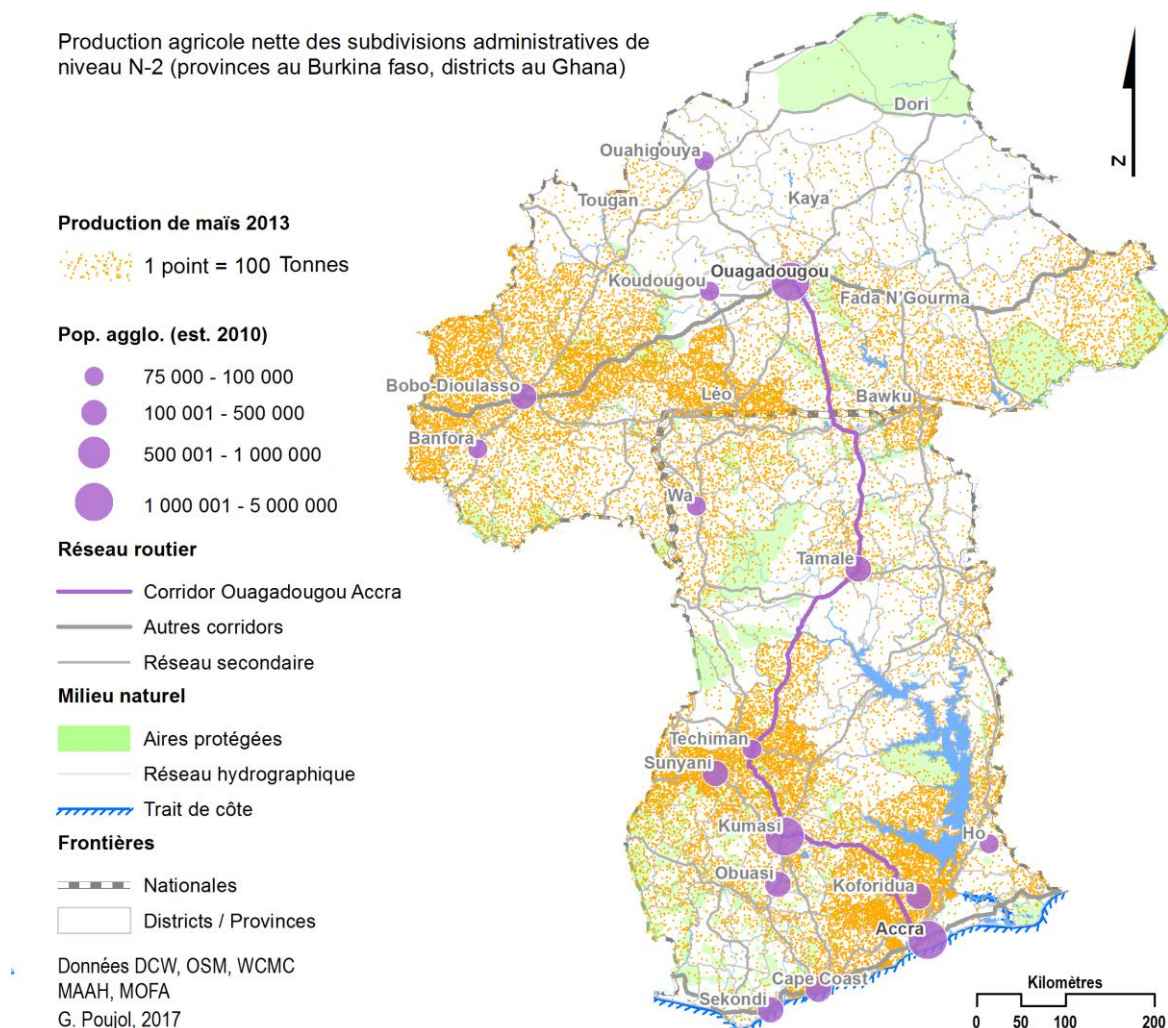 Production agricole nette des subdivisions administratives de
niveau N-2 (provinces au Burkina faso, districts au Ghana)
Production de maïs 2013
1 point = 100 Tonnes
Pop. agglo. (est. 2010)
75 000 - 100 000
100 001 - 500 000
500 001 - 1 000 000
1 000 001 - 5 000 000
Réseau routier
Corridor Ouagadougou Accra
Autres corridors
Réseau secondaire
Milieu naturel
Aires protégées
Réseau hydrographique
Trait de côte
Frontières
Nationales
Districts / Provinces
Données DCW, OSM, WCMC
MAAH, MOFA
G. Poujol, 2017
N
Dori
Ouahigouya
Tougan
Kaya
Ouagadougou
Koudougou
Fada N'Gourma
Bobo-Dioulasso
Léo
Bawku
Banfora
Wa
Tamale
Techiman
Sunyani
Kumasi
Ho
Obuasi
Koforidua
Accra
Cape Coast
Sekondi
Kilomètres
0 50 100 200